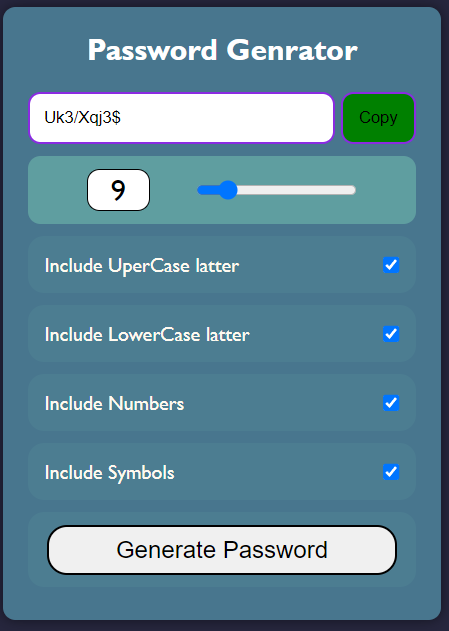 Password Genrator
Uk3/Xqj3$
Copy
9
Include UperCase latter
Include LowerCase latter
Include Numbers
Include Symbols
Generate Password